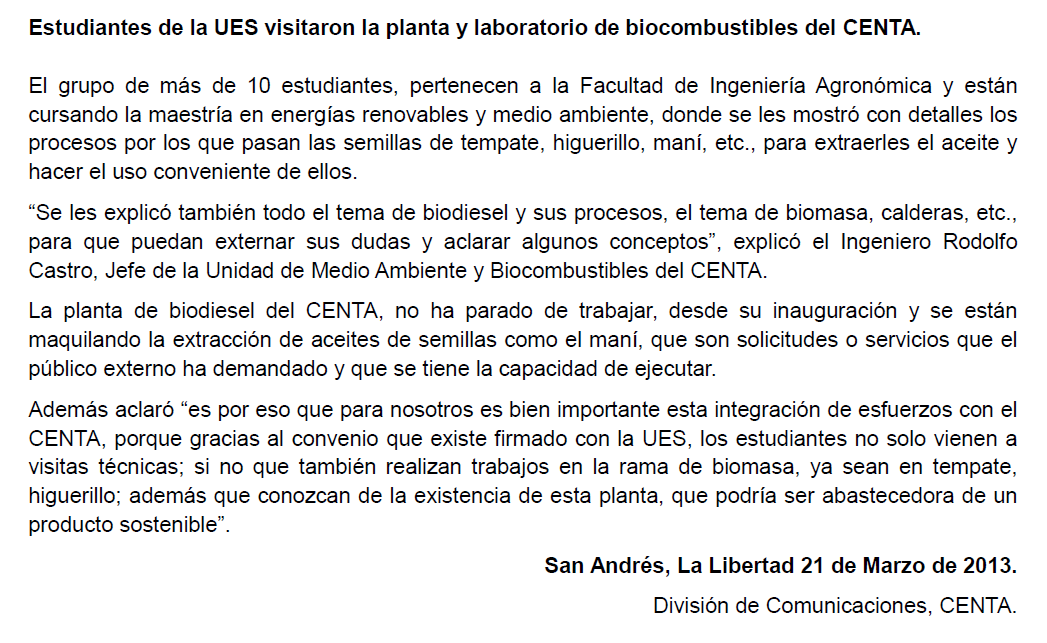 Estudiantes de la UES visitaron la planta y laboratorio de biocombustibles del CENTA.
El grupo de más de 10 estudiantes, pertenecen a la Facultad de Ingeniería Agronómica y están
cursando la maestría en energías renovables y medio ambiente, donde se les mostró con detalles los
procesos por los que pasan las semillas de tempate, higuerillo, maní, etc., para extraerles el aceite y
hacer el uso conveniente de ellos.
“Se les explicó también todo el tema de biodiesel y sus procesos, el tema de biomasa, calderas, etc.,
para que puedan externar sus dudas y aclarar algunos conceptos”, explicó el Ingeniero Rodolfo
Castro, Jefe de la Unidad de Medio Ambiente y Biocombustibles del CENTA.
La planta de biodiesel del CENTA, no ha parado de trabajar, desde su inauguración y se están
maquilando la extracción de aceites de semillas como el maní, que son solicitudes o servicios que el
público externo ha demandado y que se tiene la capacidad de ejecutar.
Además aclaró “es por eso que para nosotros es bien importante esta integración de esfuerzos con el
CENTA, porque gracias al convenio que existe firmado con la UES, los estudiantes no solo vienen a
visitas técnicas; si no que también realizan trabajos en la rama de biomasa, ya sean en tempate,
higuerillo; además que conozcan de la existencia de esta planta, que podría ser abastecedora de un
producto sostenible”.
San Andrés, La Libertad 21 de Marzo de 2013.
División de Comunicaciones, CENTA.